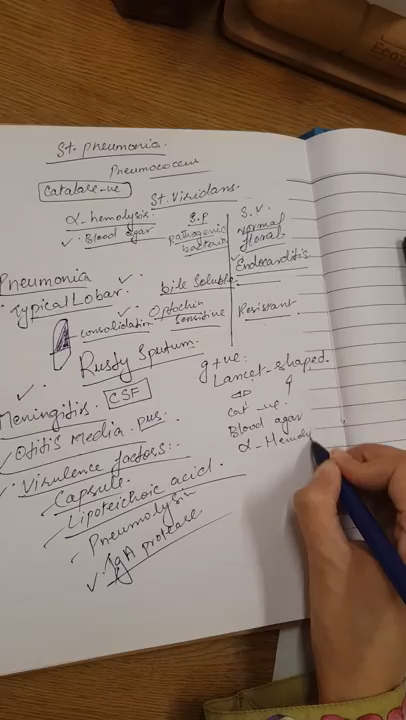 St. pneumonia.
Pneumococcus
Catalase -ve
St. Viridans.
α-hemolysis.
Blood agar
S.P
pathogenic
bacteria
S.V.
normal
floral
Endocarditis
Pneumonia
Typical Lobar.
bile Soluble
Optochin
Sensitive
Resistant
consolidation
Rusty Sputum.
Meningitis. CSF
Otitis Media. pus.
Virulence factors:-
Capsule.
Lipoteichoic acid.
Pneumolysin
IgA protease
g+ve:
Lancet-shaped.
Cat -ve.
Blood agar
α-Hemoly